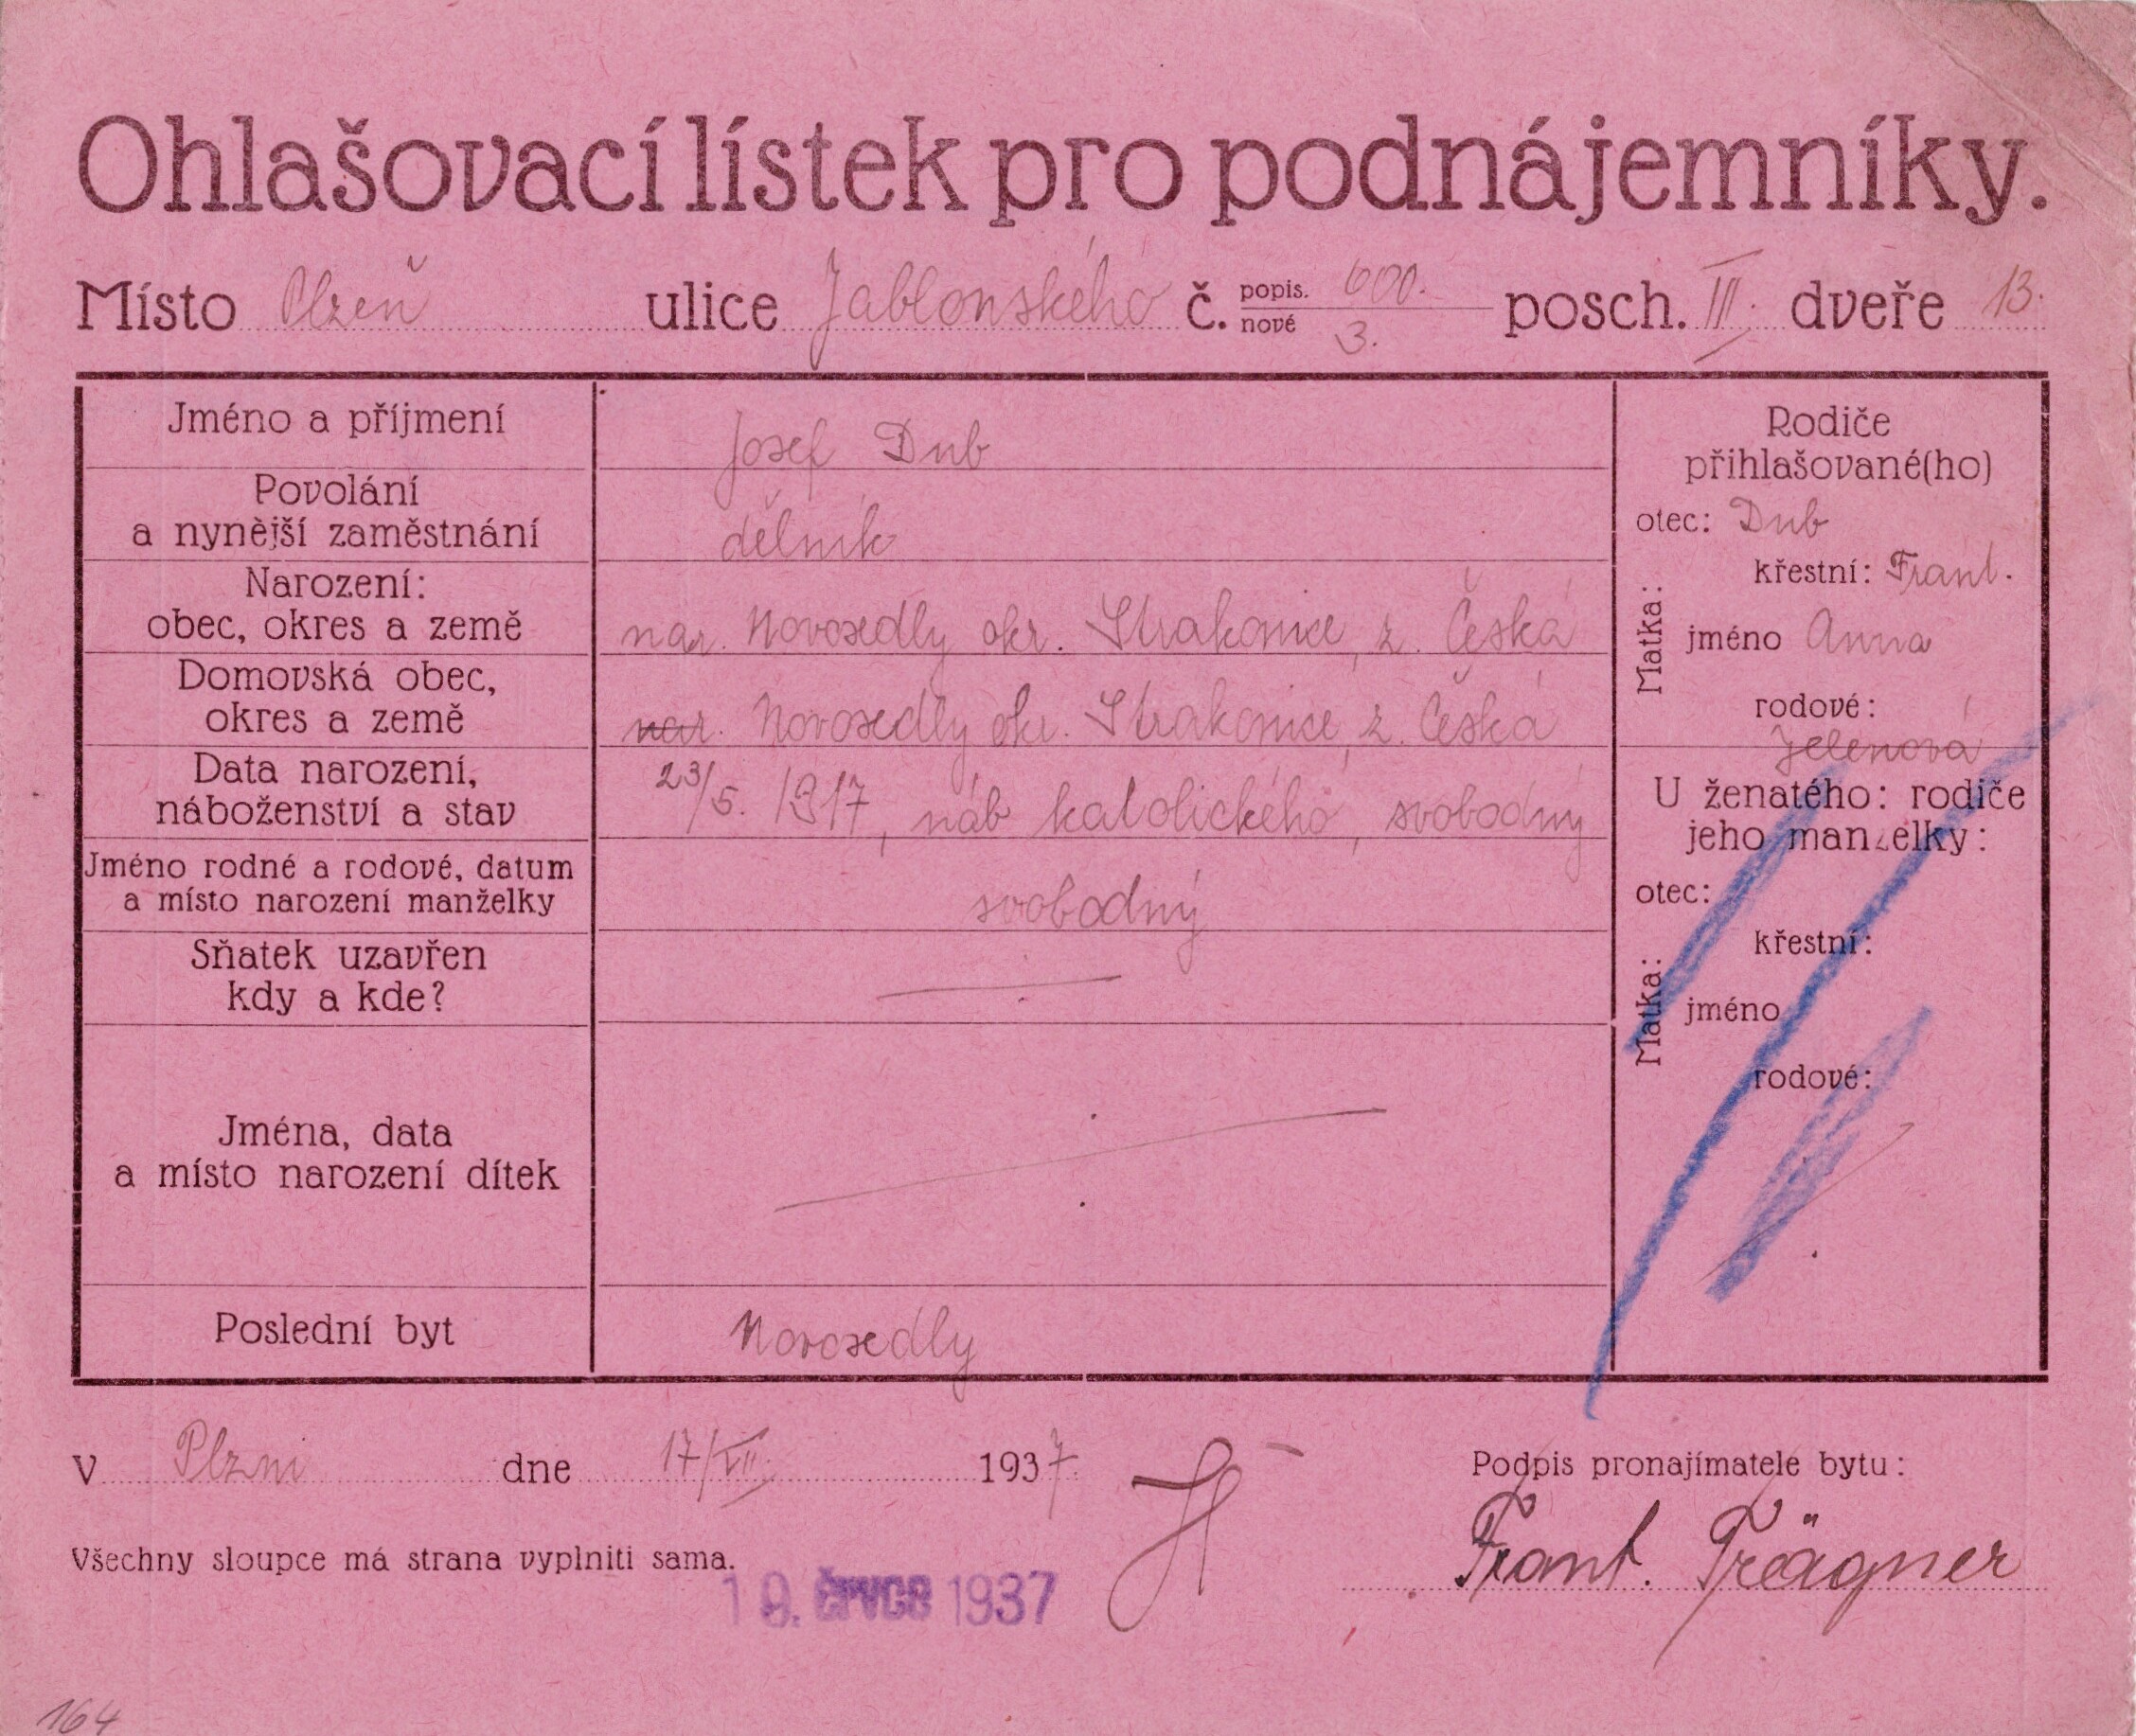 Ohlašovací lístek pro podnájemníky.
Místo Plzeň ulice Jablonského č. popis. 600. nové 3. posch. III. dveře 13.
Jméno a příjmení
Josef Dub
Povolání
a nynější zaměstnání
dělník
Narození:
obec, okres a země
nar. Novosedly okr. Strakonice, z. Česká
Domovská obec,
okres a země
nar. Novosedly okr. Strakonice, z. Česká
Data narození,
náboženství a stav
23/5. 1917, náb katolického, svobodný
Jméno rodné a rodové, datum
a místo narození manželky
svobodný
Sňatek uzavřen
kdy a kde?
Jména, data
a místo narození dítek
Poslední byt
Novosedly
Rodiče
přihlašované(ho)
otec: Dub
křestní: Frant.
Matka:
jméno Anna
rodové:
Jelenová
U ženatého: rodiče
jeho manželky:
otec:
křestní:
Matka:
jméno
rodové:
v Plzni dne 17/VII. 1937.
Podpis pronajímatele bytu:
Všechny sloupce má strana vyplniti sama.
Frant. Trägner
19. ČRVCE 1937
164